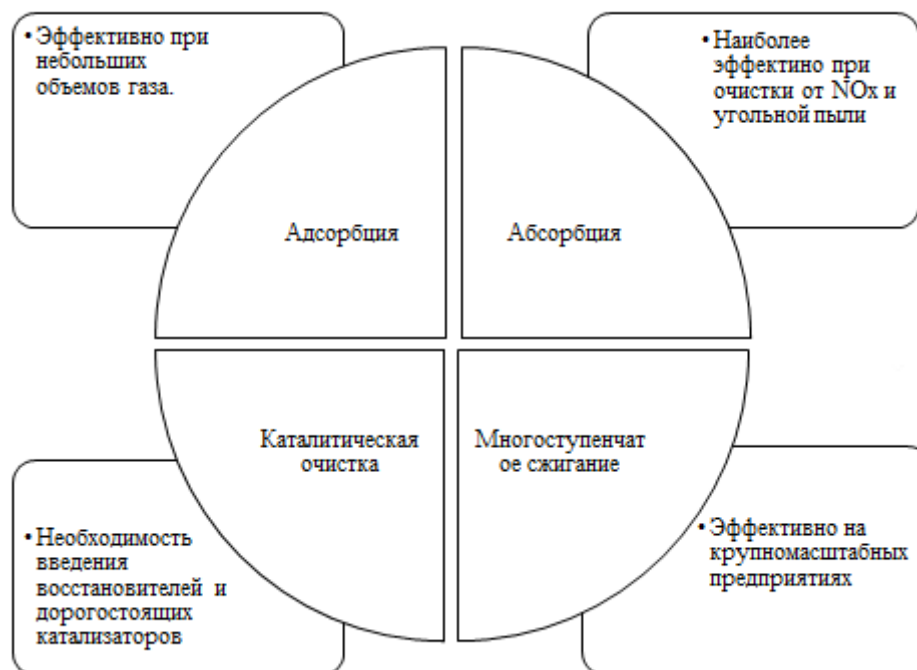 • Эффективно при
небольших
объемов газа.
• Наиболее
эффектино при
очистки от NOx и
угольной пыли
Адсорбция
Абсорбция
Каталитическая
очистка
Многоступенчат
ое сжигание
• Необходимость
введения
восстановителей и
дорогостоящих
катализаторов
• Эффективно на
крупномасштабных
предприятиях